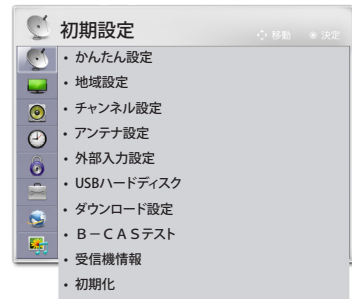 初期設定
移動 決定
・かんたん設定
・地域設定
・チャンネル設定
・アンテナ設定
・外部入力設定
・USBハードディスク
・ダウンロード設定
・Ｂ－ＣＡＳテスト
・受信機情報
・初期化